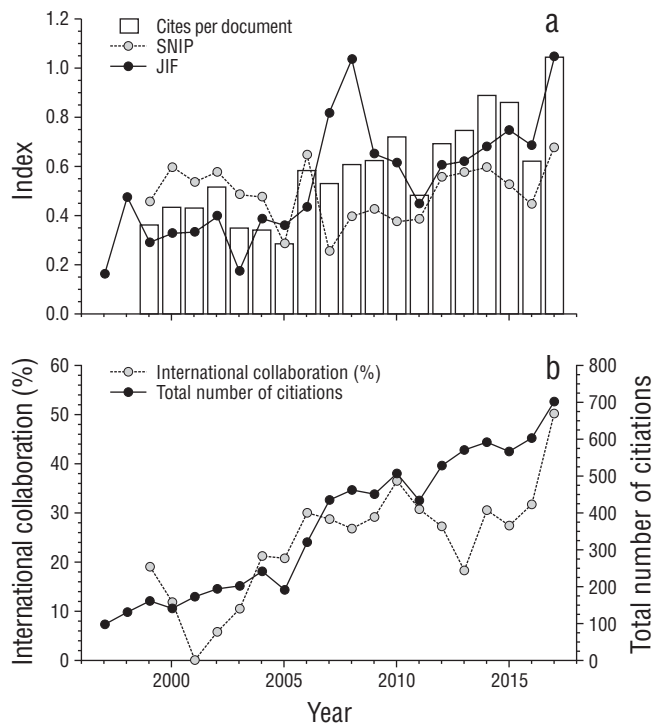 a
Cites per document
SNIP
JIF
1.2
1.0
0.8
0.6
0.4
0.2
0.0
Index
b
International collaboration (%)
Total number of citiations
60
50
40
30
20
10
0
International collaboration (%)
800
700
600
500
400
300
200
100
0
Total number of citiations
2000 2005 2010 2015
Year